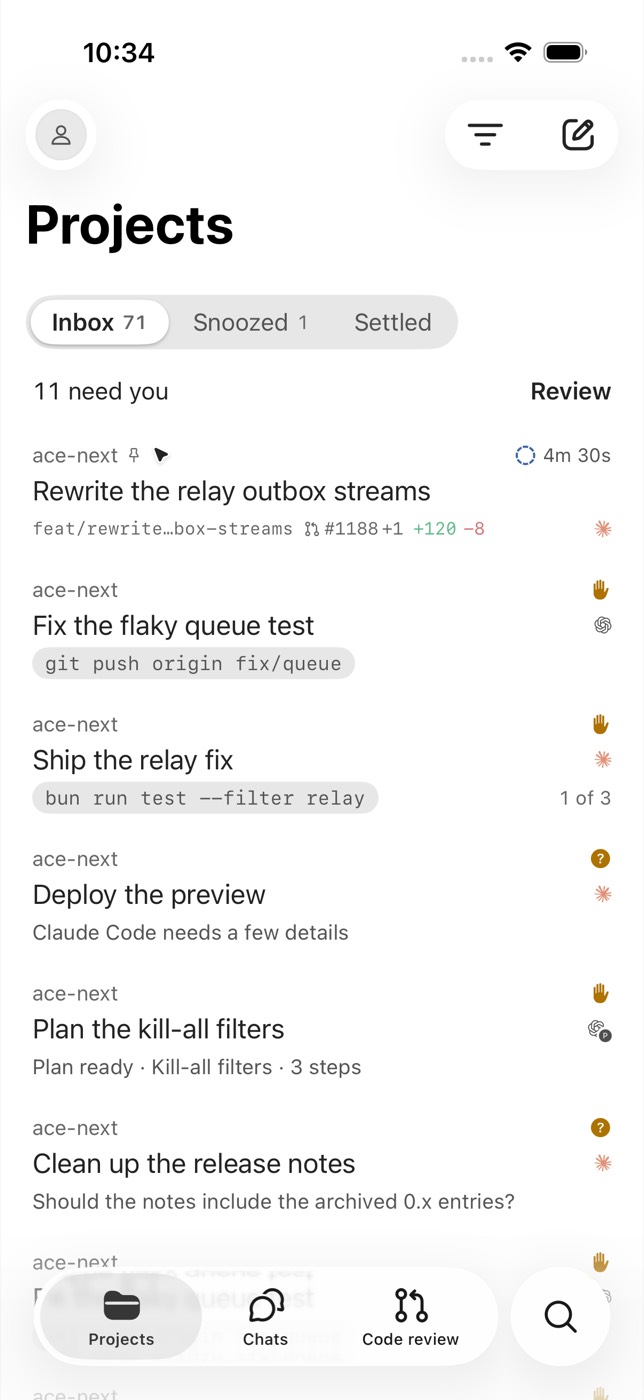 10:34
Projects
Inbox 71 Snoozed 1 Settled
11 need you Review
ace-next 4m 30s
Rewrite the relay outbox streams
feat/rewrite…box-streams #1188 +1 +120 −8
ace-next
Fix the flaky queue test
git push origin fix/queue
ace-next
Ship the relay fix
bun run test --filter relay 1 of 3
ace-next ?
Deploy the preview
Claude Code needs a few details
ace-next
Plan the kill-all filters
P
Plan ready · Kill-all filters · 3 steps
ace-next ?
Clean up the release notes
Should the notes include the archived 0.x entries?
ace-next
Projects Chats Code review
ace-next